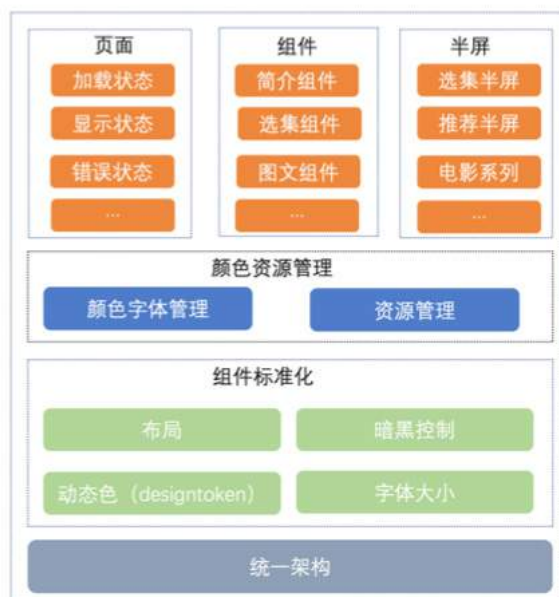 页面
加载状态
显示状态
错误状态
...
组件
简介组件
选集组件
图文组件
...
半屏
选集半屏
推荐半屏
电影系列
...
颜色资源管理
颜色字体管理
资源管理
组件标准化
布局
暗黑控制
动态色（designtoken）
字体大小
统一架构